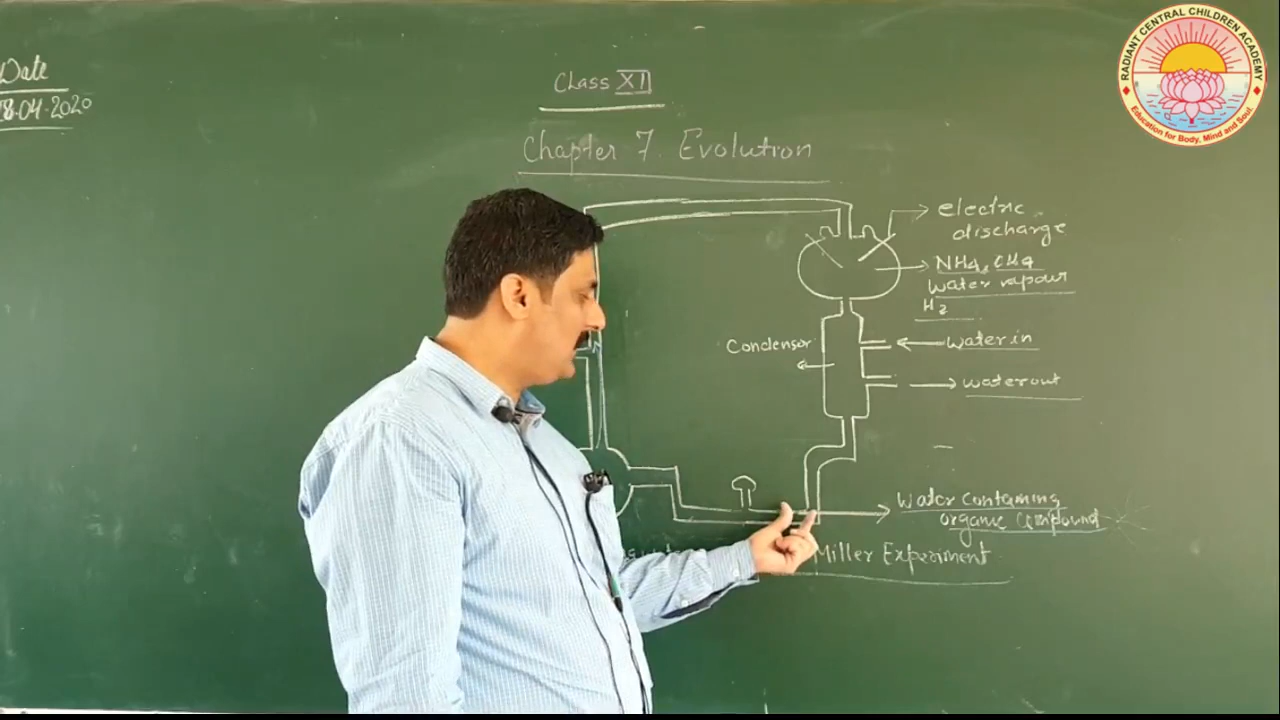 Date
18.04.2020
Class XI
Chapter 7. Evolution
electric
discharge
NH4, CH4
Water vapour
H2
Condensor
Water in
water out
Water containing
organic compound
Miller Experiment
RADIANT CENTRAL CHILDREN ACADEMY
Education for Body, Mind and Soul